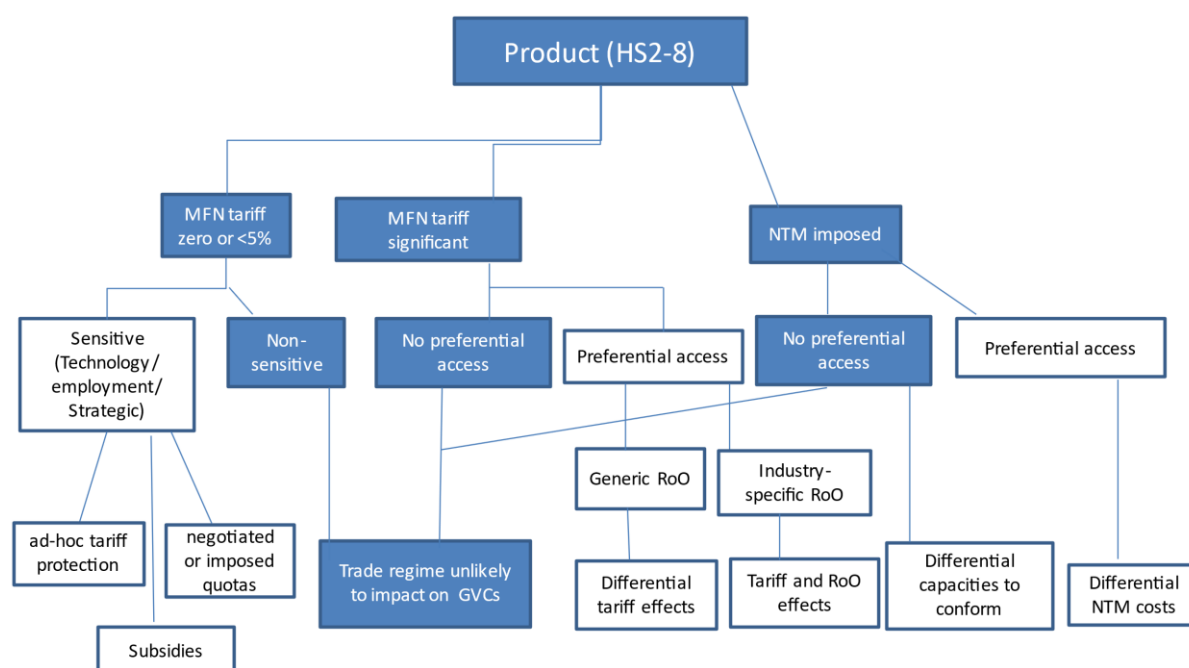 Product (HS2-8)
MFN tariff
zero or <5%
MFN tariff
significant
NTM imposed
Sensitive
(Technology/
employment/
Strategic)
Non-
sensitive
No preferential
access
Preferential access
No preferential
access
Preferential access
Generic RoO
Industry-
specific RoO
ad-hoc tariff
protection
negotiated
or imposed
quotas
Trade regime unlikely
to impact on GVCs
Differential
tariff effects
Tariff and RoO
effects
Differential
capacities to
conform
Differential
NTM costs
Subsidies